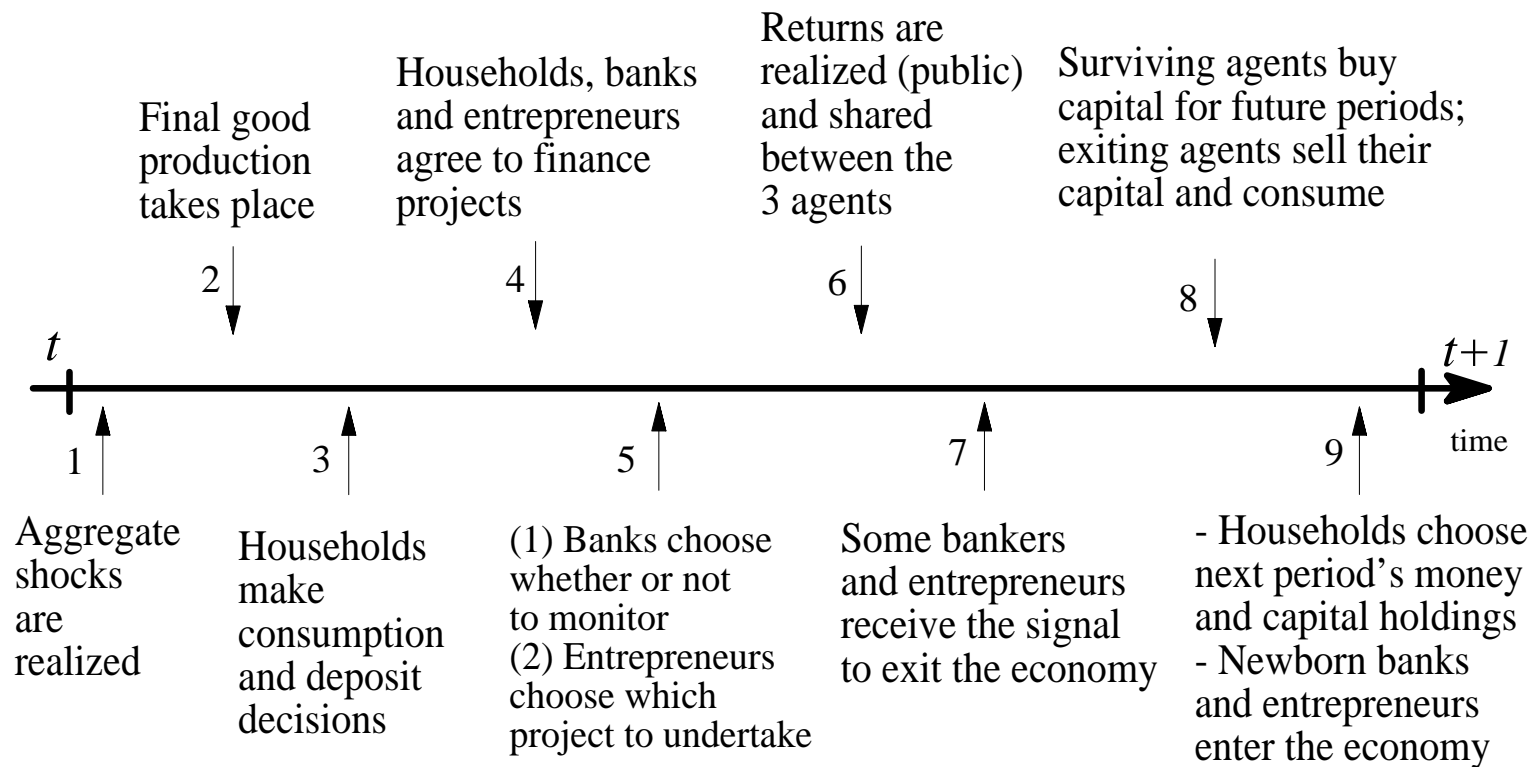 Final good
production
takes place
2
Households, banks
and entrepreneurs
agree to finance
projects
4
Returns are
realized (public)
and shared
between the
3 agents
6
Surviving agents buy
capital for future periods;
exiting agents sell their
capital and consume
8
t
t+1
time
1
Aggregate
shocks
are
realized
3
Households
make
consumption
and deposit
decisions
5
(1) Banks choose
whether or not
to monitor
(2) Entrepreneurs
choose which
project to undertake
7
Some bankers
and entrepreneurs
receive the signal
to exit the economy
9
- Households choose
next period's money
and capital holdings
- Newborn banks
and entrepreneurs
enter the economy